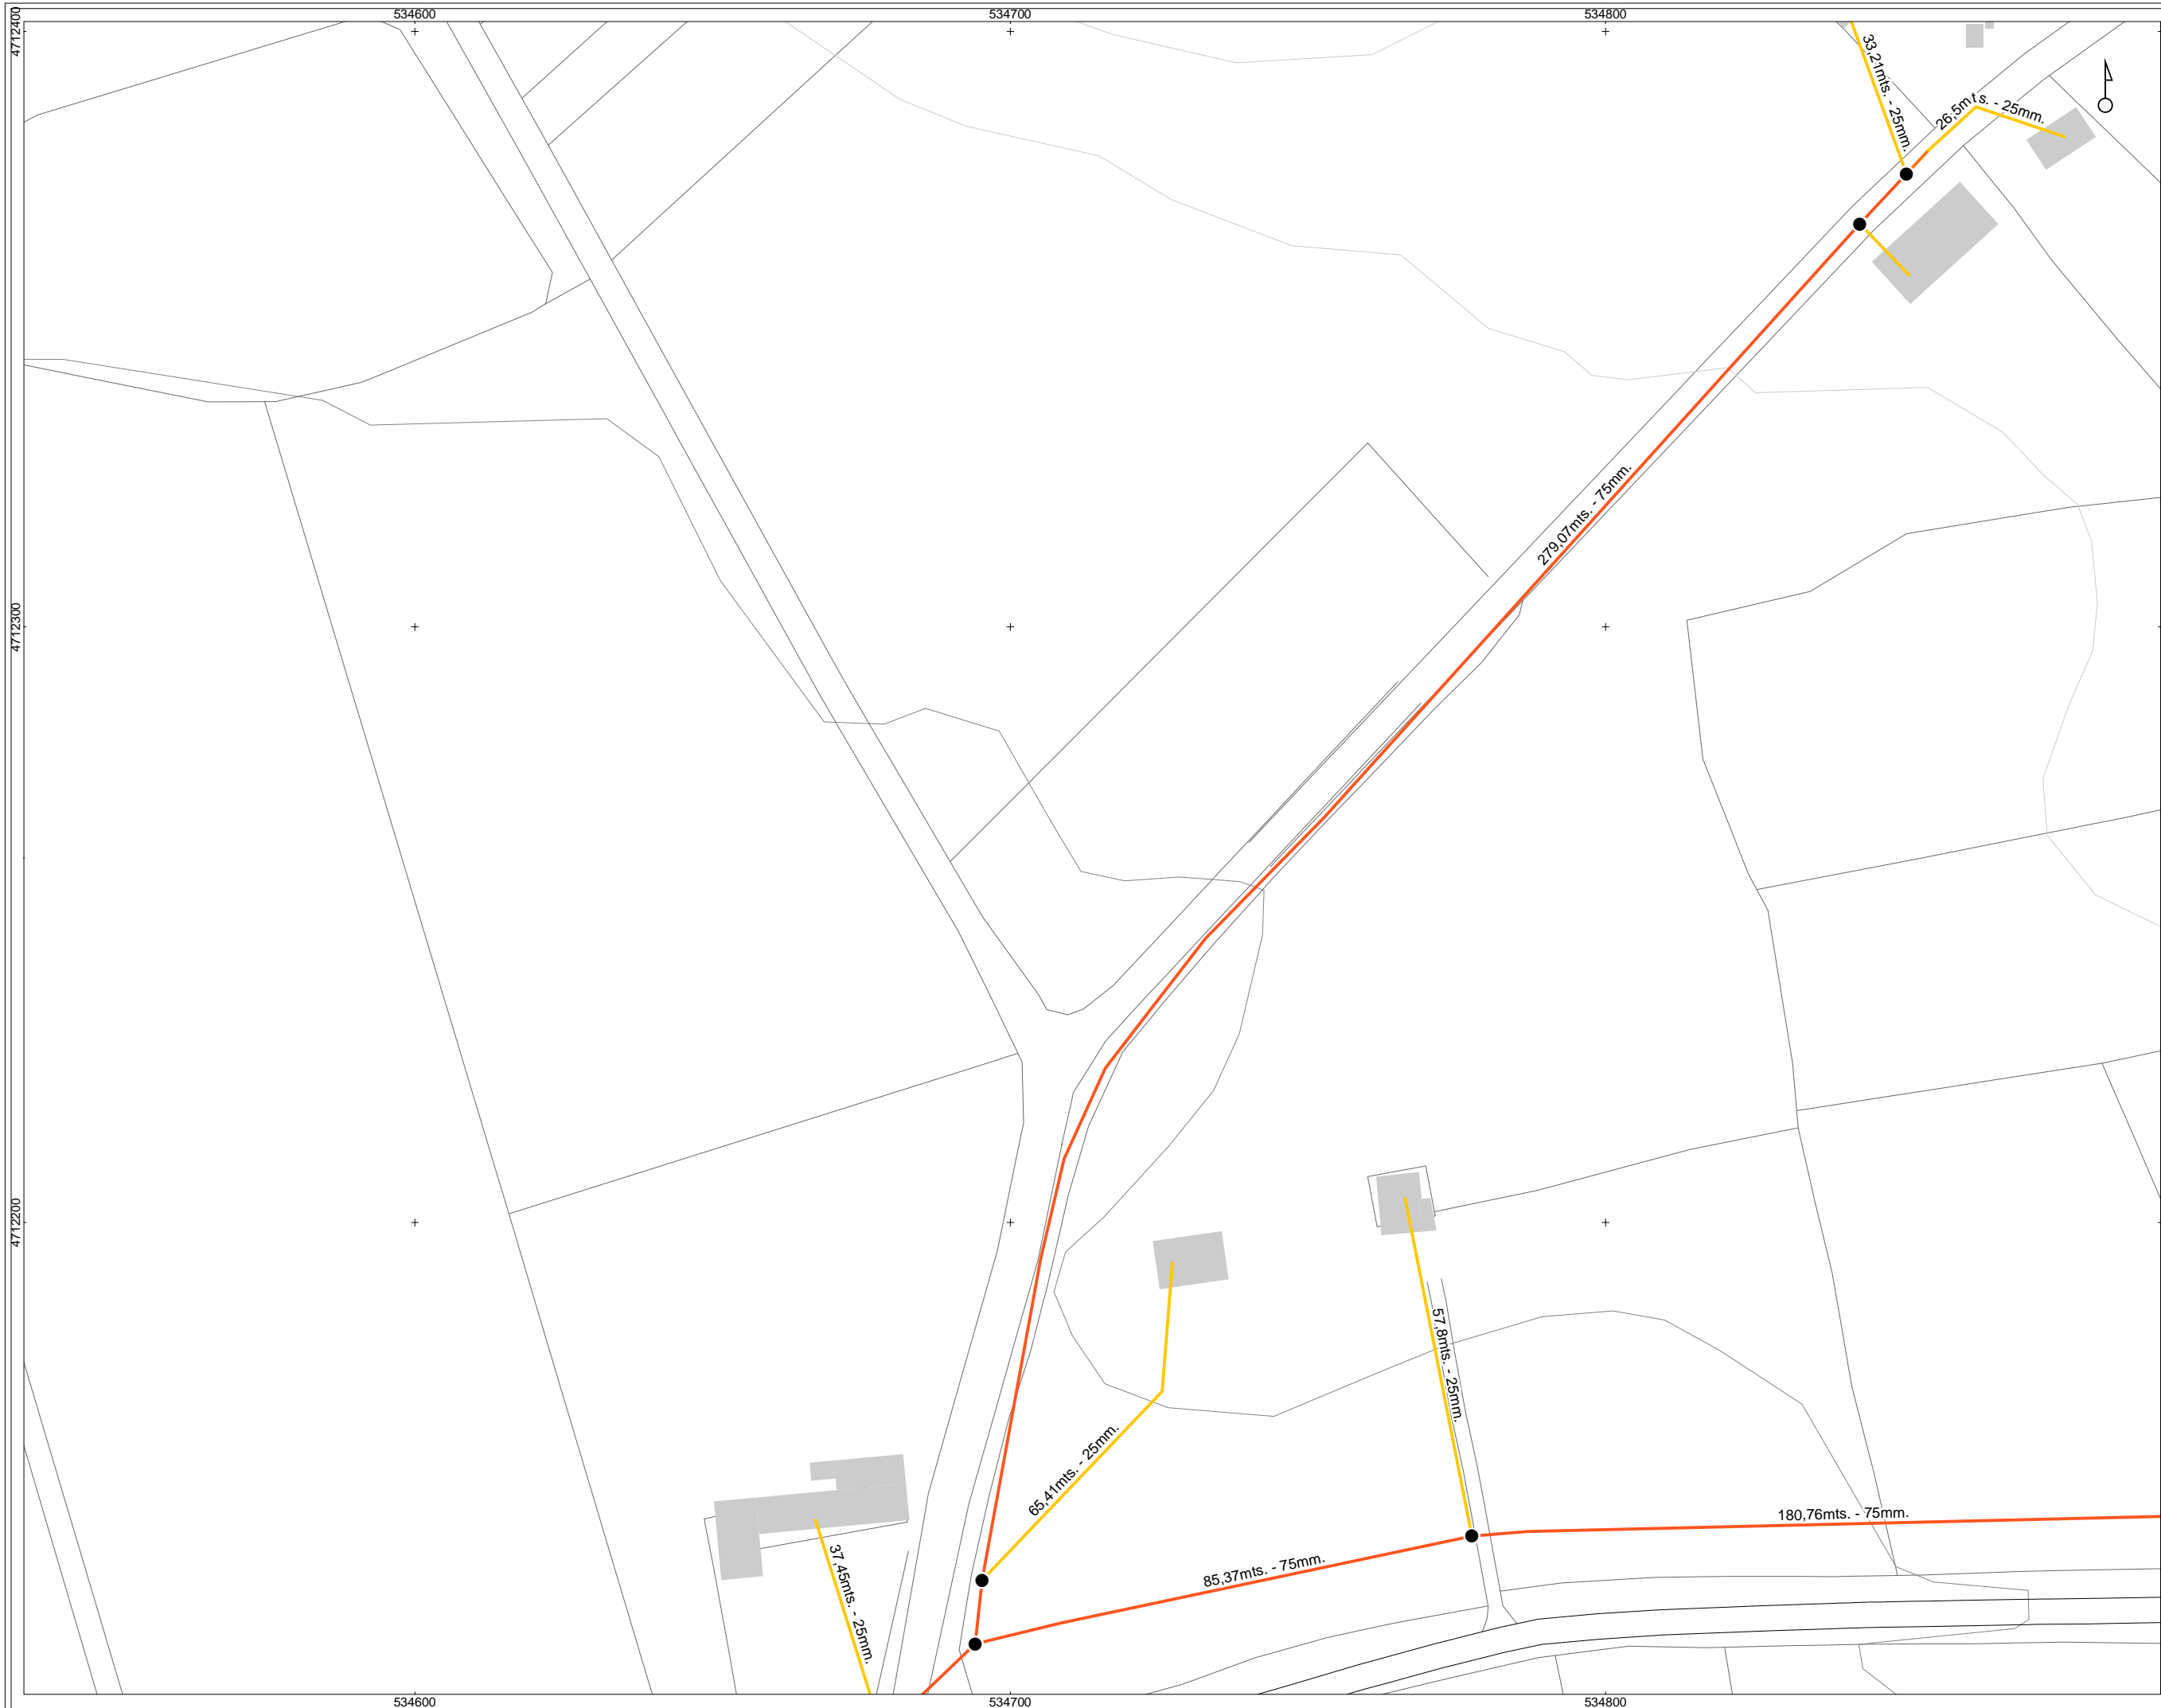 534600
534700
534800
4712400
33,21mts. - 25mm.
26,5mts. - 25mm.
279,07mts. - 75mm.
4712300
4712200
57,8mts. - 25mm.
65,41mts. - 25mm.
180,76mts. - 75mm.
85,37mts. - 75mm.
37,45mts. - 25mm.
534600
534700
534800